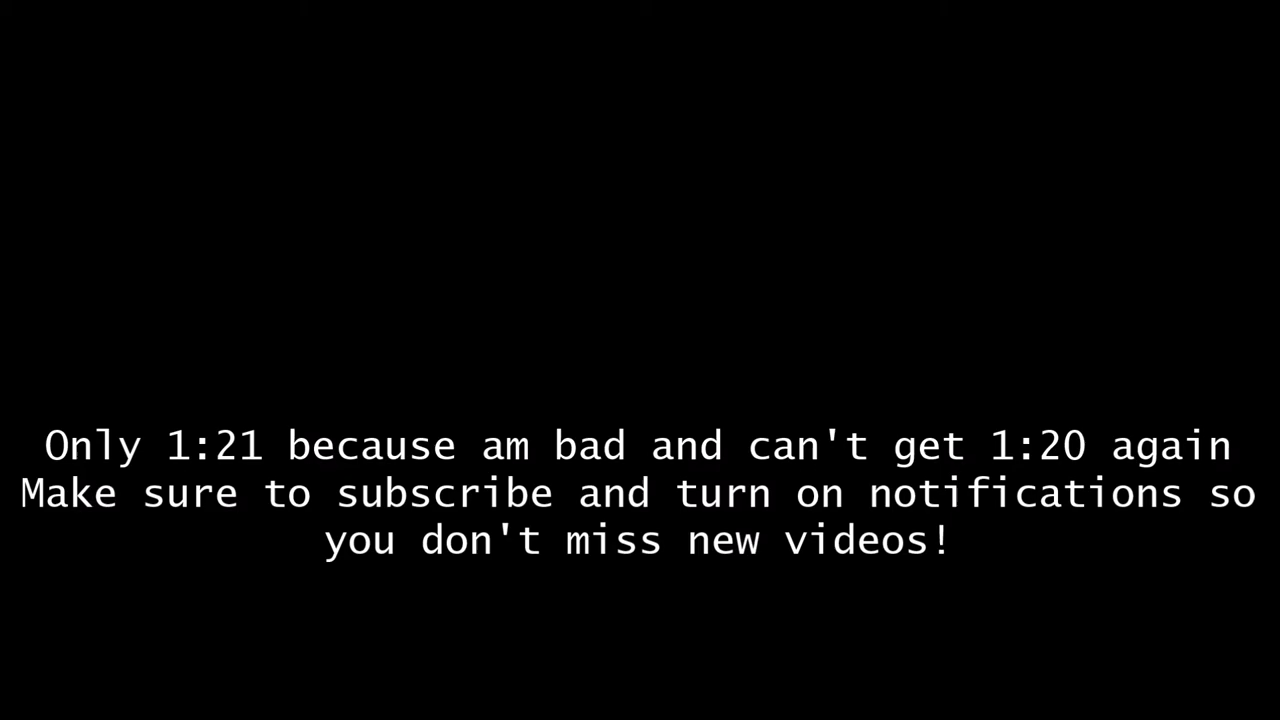 Only 1:21 because am bad and can't get 1:20 again
Make sure to subscribe and turn on notifications so
you don't miss new videos!